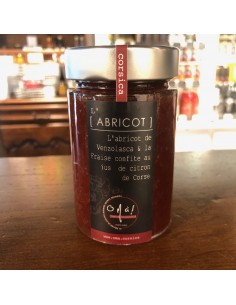 corsica
L'
[ ABRICOT ]
L'abricot de
Venzolasca & la
Fraise confite au
jus de citron
de Corse